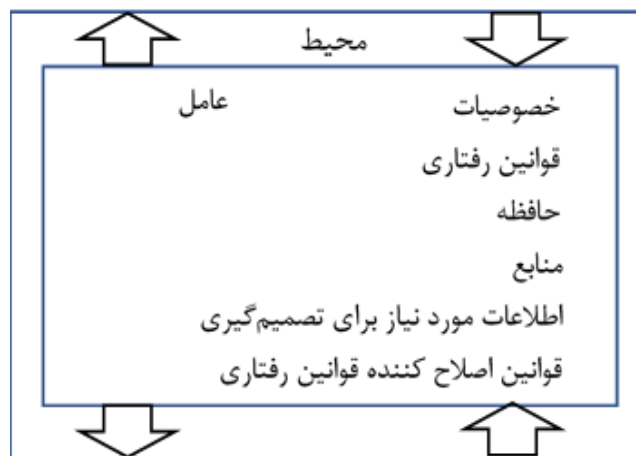 محیط
خصوصیات عامل
قوانین رفتاری
حافظه
منابع
اطلاعات مورد نیاز برای تصمیم‌گیری
قوانین اصلاح کننده قوانین رفتاری